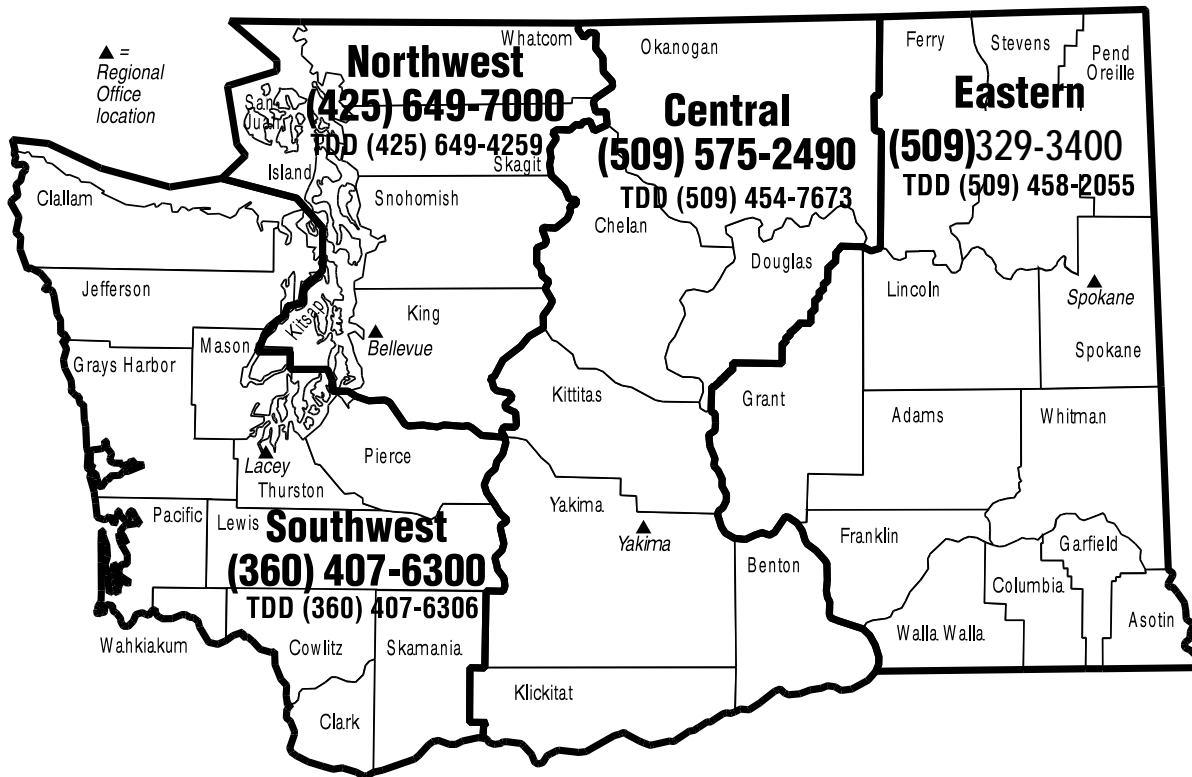 ▲ =
Regional
Office
location
Northwest
(425) 649-7000
TDD (425) 649-4259
Central
(509) 575-2490
TDD (509) 454-7673
Eastern
(509)329-3400
TDD (509) 458-2055
Southwest
(360) 407-6300
TDD (360) 407-6306
Whatcom
Okanogan
Ferry
Stevens
Pend
Oreille
San
Juan
Skagit
Island
Snohomish
Clallam
Chelan
Douglas
Jefferson
Kitsap
King
Bellevue
Lincoln
Spokane
Spokane
Mason
Grays Harbor
Kittitas
Grant
Adams
Whitman
Pierce
Lacey
Thurston
Pacific
Lewis
Yakima
Yakima
Benton
Franklin
Garfield
Columbia
Walla Walla
Asotin
Wahkiakum
Cowlitz
Skamania
Klickitat
Clark